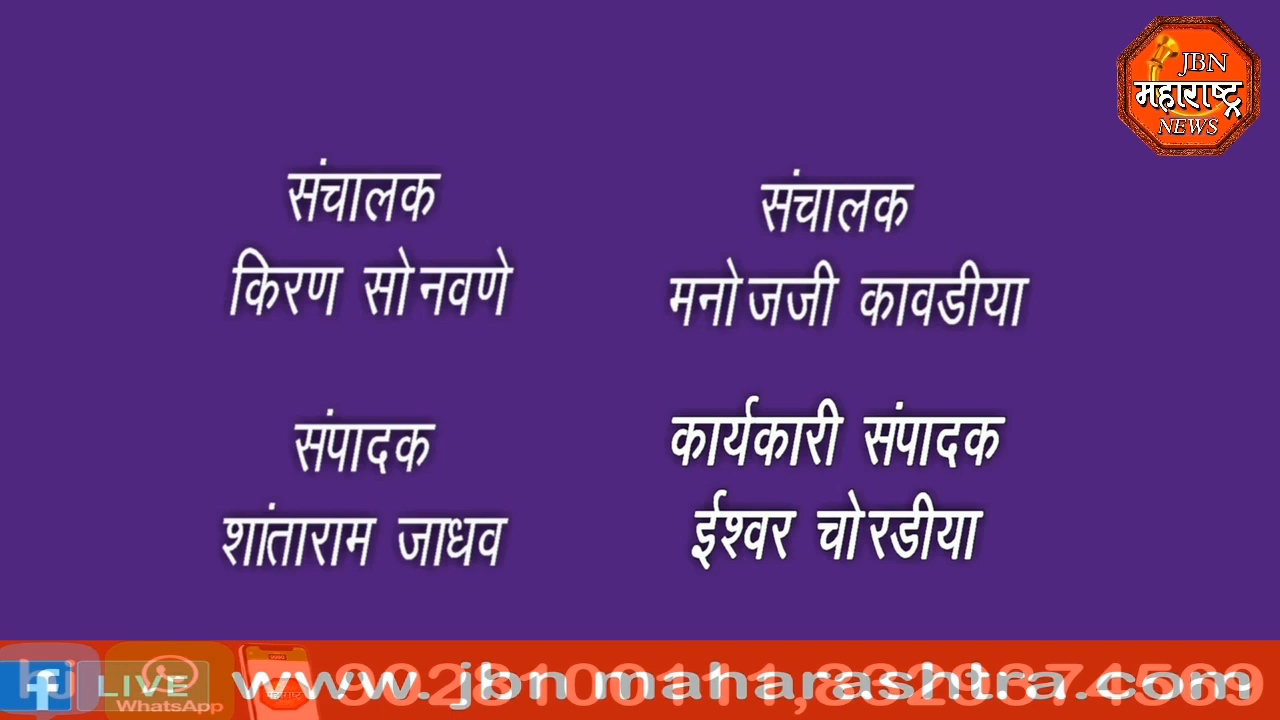 JBN
महाराष्ट्र
NEWS
संचालक
किरण सोनवणे
संचालक
मनोजजी कावडीया
संपादक
शांताराम जाधव
कार्यकारी संपादक
ईश्वर चोरडीया
LIVE
WhatsApp
www.jbnmaharashtra.com